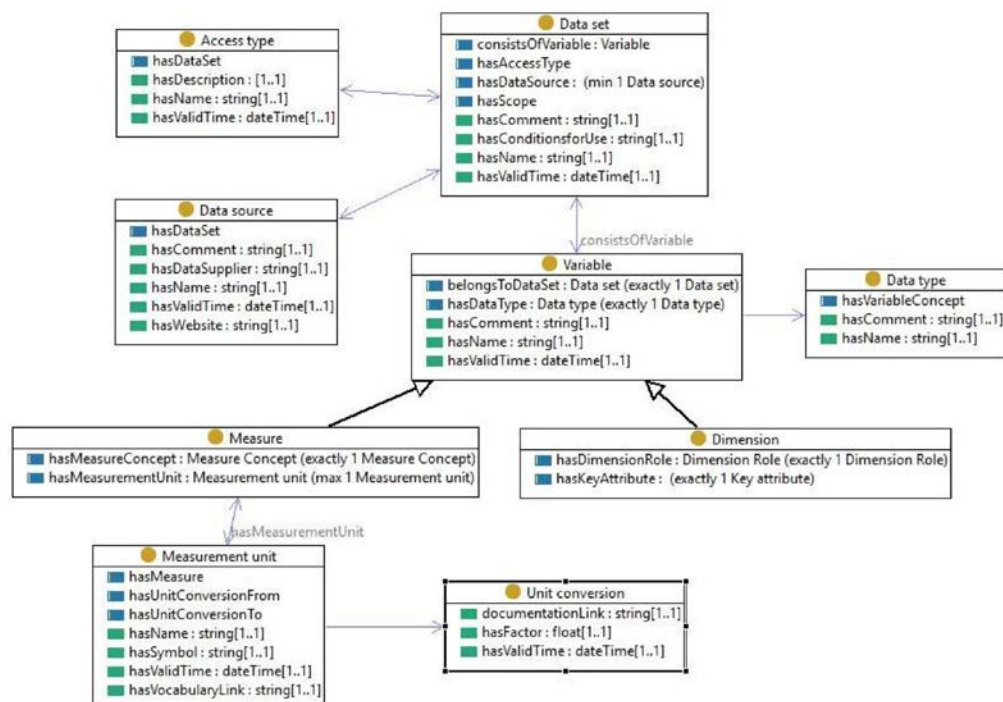 Access type
hasDataSet
hasDescription : [1..1]
hasName : string[1..1]
hasValidTime : dateTime[1..1]
Data set
consistsOfVariable : Variable
hasAccessType
hasDataSource :  (min 1 Data source)
hasScope
hasComment : string[1..1]
hasConditionsforUse : string[1..1]
hasName : string[1..1]
hasValidTime : dateTime[1..1]
Data source
hasDataSet
hasComment : string[1..1]
hasDataSupplier : string[1..1]
hasName : string[1..1]
hasValidTime : dateTime[1..1]
hasWebsite : string[1..1]
consistsOfVariable
Variable
belongsToDataSet : Data set (exactly 1 Data set)
hasDataType : Data type (exactly 1 Data type)
hasComment : string[1..1]
hasName : string[1..1]
hasValidTime : dateTime[1..1]
Data type
hasVariableConcept
hasComment : string[1..1]
hasName : string[1..1]
Measure
hasMeasureConcept : Measure Concept (exactly 1 Measure Concept)
hasMeasurementUnit : Measurement unit (max 1 Measurement unit)
Dimension
hasDimensionRole : Dimension Role (exactly 1 Dimension Role)
hasKeyAttribute :  (exactly 1 Key attribute)
hasMeasurementUnit
Measurement unit
hasMeasure
hasUnitConversionFrom
hasUnitConversionTo
hasName : string[1..1]
hasSymbol : string[1..1]
hasValidTime : dateTime[1..1]
hasVocabularyLink : string[1..1]
Unit conversion
documentationLink : string[1..1]
hasFactor : float[1..1]
hasValidTime : dateTime[1..1]